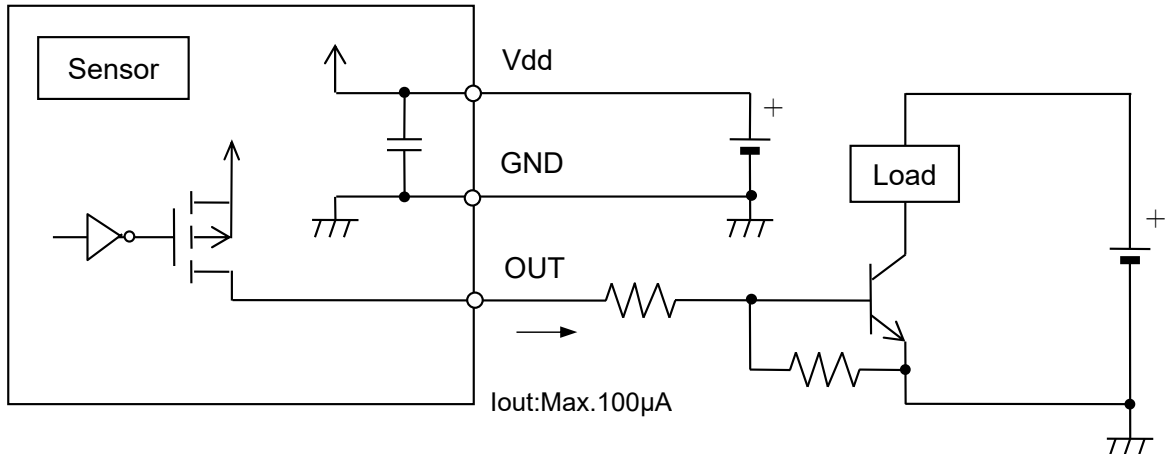 Sensor
Vdd
+
GND
Load
+
OUT
Iout:Max.100µA